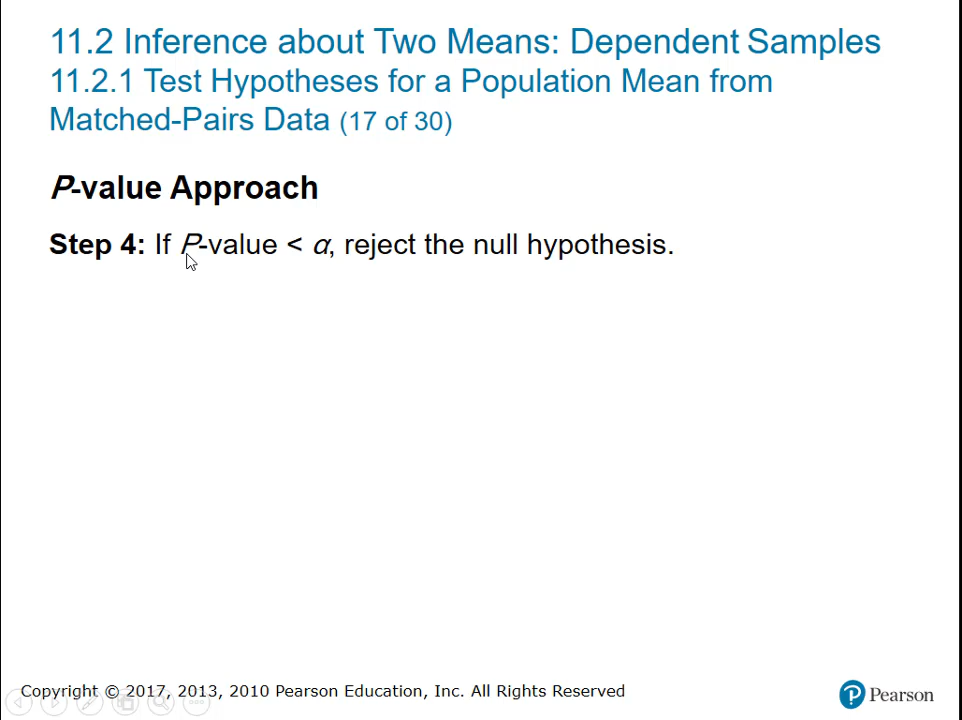 11.2 Inference about Two Means: Dependent Samples
11.2.1 Test Hypotheses for a Population Mean from
Matched-Pairs Data (17 of 30)
P-value Approach
Step 4: If P-value < α, reject the null hypothesis.
Copyright © 2017, 2013, 2010 Pearson Education, Inc. All Rights Reserved
P Pearson